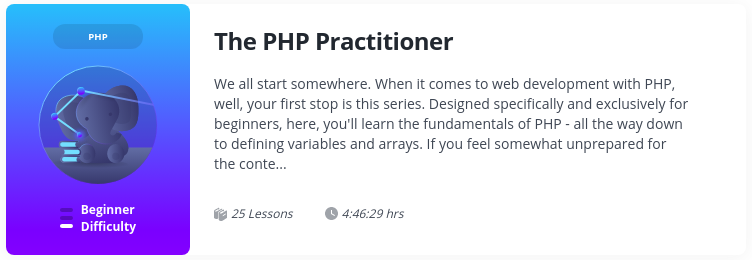 PHP
Beginner
Difficulty
The PHP Practitioner
We all start somewhere. When it comes to web development with PHP,
well, your first stop is this series. Designed specifically and exclusively for
beginners, here, you'll learn the fundamentals of PHP - all the way down
to defining variables and arrays. If you feel somewhat unprepared for
the conte...
25 Lessons
4:46:29 hrs